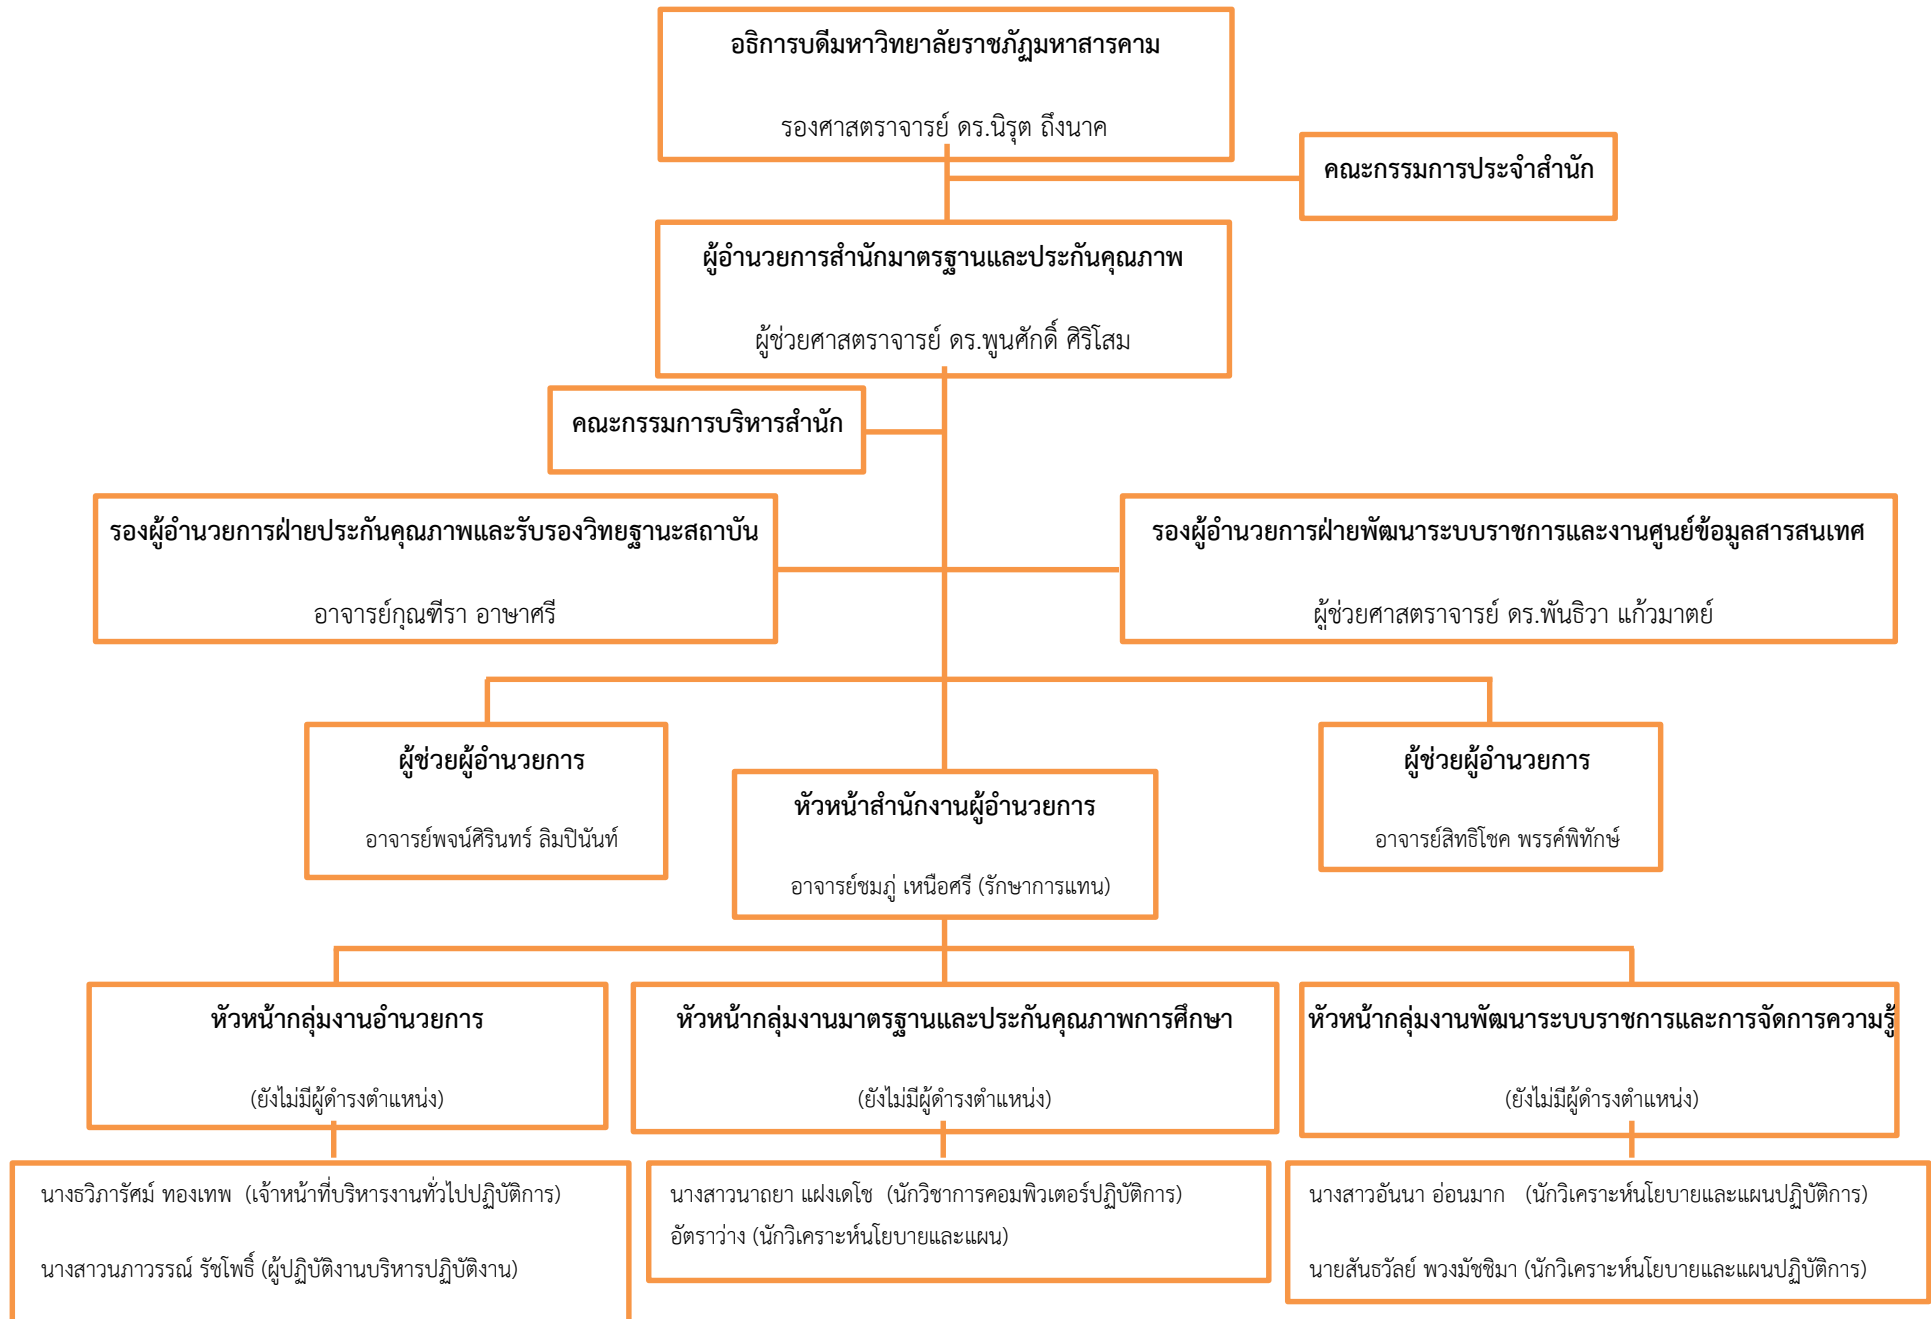 อธิการบดีมหาวิทยาลัยราชภัฏมหาสารคาม
รองศาสตราจารย์ ดร.นิรุต ถึงนาค
คณะกรรมการประจำสำนัก
ผู้อำนวยการสำนักมาตรฐานและประกันคุณภาพ
ผู้ช่วยศาสตราจารย์ ดร.พูนศักดิ์ ศิริโสม
คณะกรรมการบริหารสำนัก
รองผู้อำนวยการฝ่ายประกันคุณภาพและรับรองวิทยฐานะสถาบัน
อาจารย์กุณฑีรา อาษาศรี
รองผู้อำนวยการฝ่ายพัฒนาระบบราชการและงานศูนย์ข้อมูลสารสนเทศ
ผู้ช่วยศาสตราจารย์ ดร.พันธิวา แก้วมาตย์
ผู้ช่วยผู้อำนวยการ
อาจารย์พจน์ศิรินทร์ ลิมปินันท์
หัวหน้าสำนักงานผู้อำนวยการ
อาจารย์ชมภู่ เหนือศรี (รักษาการแทน)
ผู้ช่วยผู้อำนวยการ
อาจารย์สิทธิโชค พรรค์พิทักษ์
หัวหน้ากลุ่มงานอำนวยการ
(ยังไม่มีผู้ดำรงตำแหน่ง)
หัวหน้ากลุ่มงานมาตรฐานและประกันคุณภาพการศึกษา
(ยังไม่มีผู้ดำรงตำแหน่ง)
หัวหน้ากลุ่มงานพัฒนาระบบราชการและการจัดการความรู้
(ยังไม่มีผู้ดำรงตำแหน่ง)
นางธวิภารัศม์ ทองเทพ (เจ้าหน้าที่บริหารงานทั่วไปปฏิบัติการ)
นางสาวนภาวรรณ์ รัชโพธิ์ (ผู้ปฏิบัติงานบริหารปฏิบัติงาน)
นางสาวนาถยา แฝงเดโช (นักวิชาการคอมพิวเตอร์ปฏิบัติการ)
อัตราว่าง (นักวิเคราะห์นโยบายและแผน)
นางสาวอันนา อ่อนมาก (นักวิเคราะห์นโยบายและแผนปฏิบัติการ)
นายสันธวัลย์ พวงมัชชิมา (นักวิเคราะห์นโยบายและแผนปฏิบัติการ)